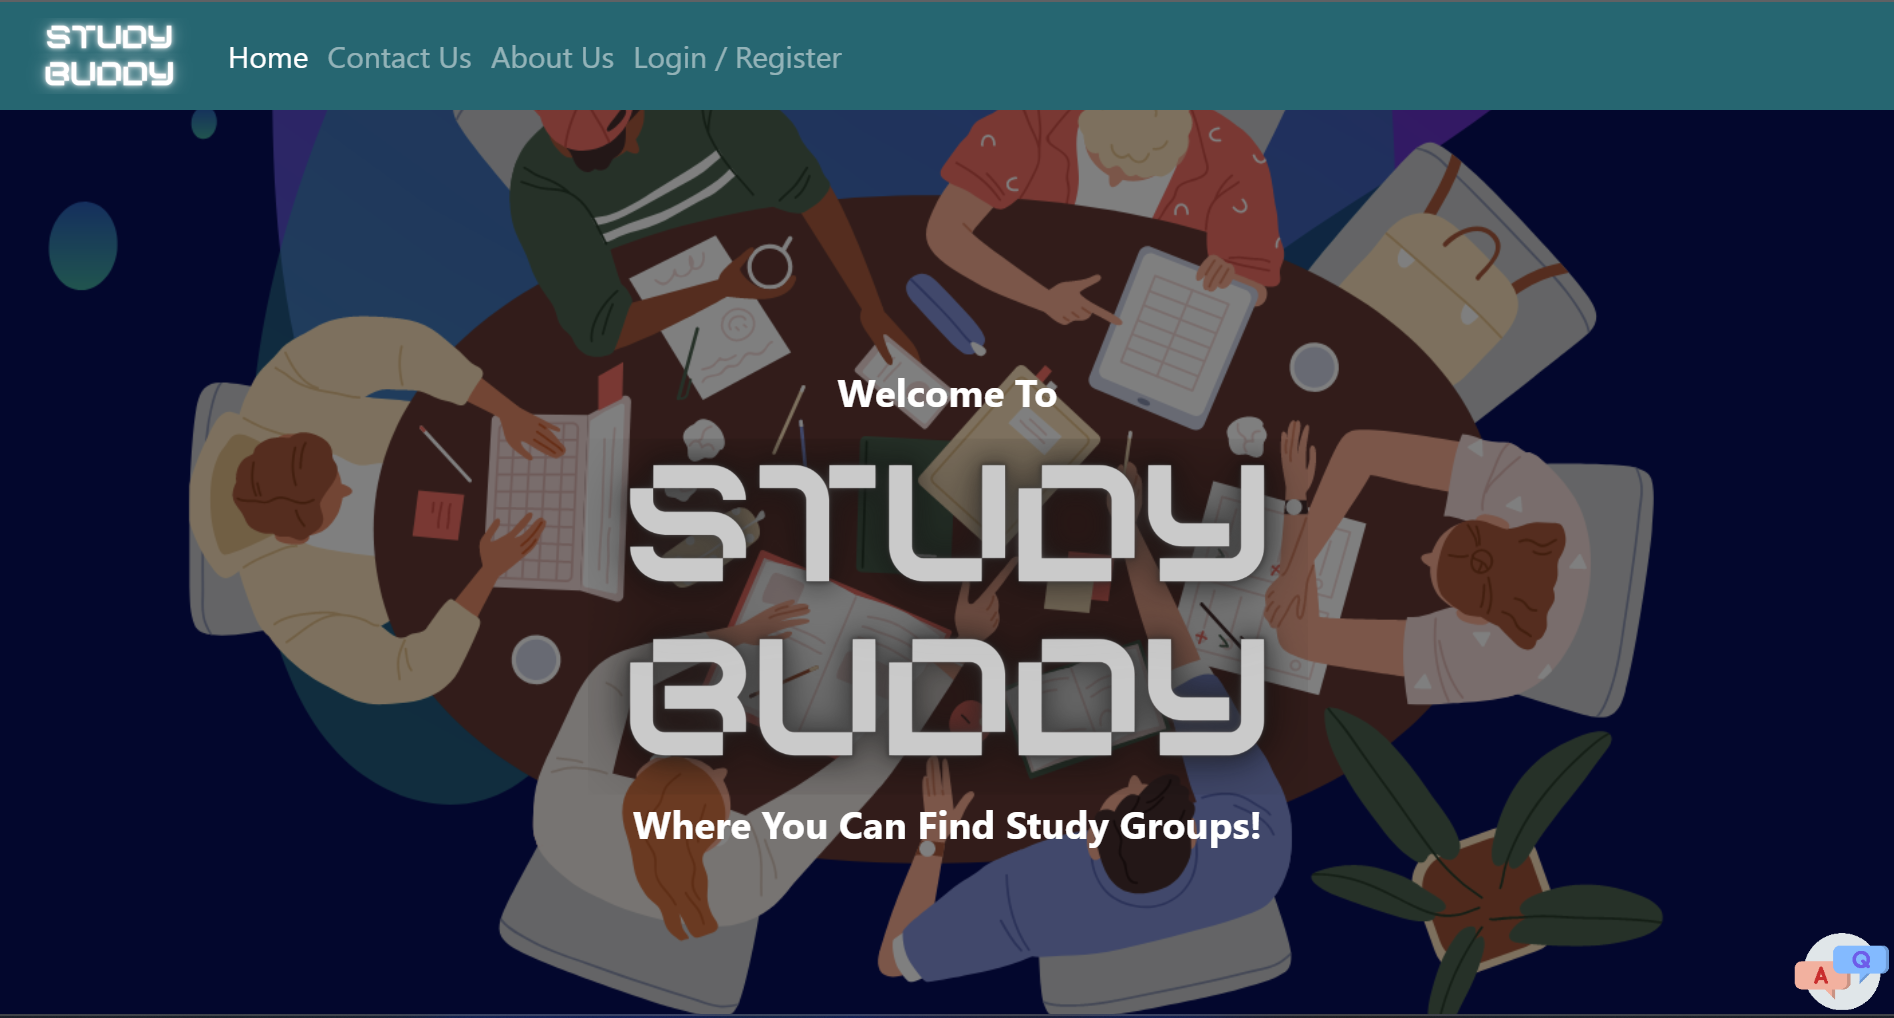 STUDY
BUDDY
Home Contact Us About Us Login / Register
Welcome To
STUDY
BUDDY
Where You Can Find Study Groups!
A Q